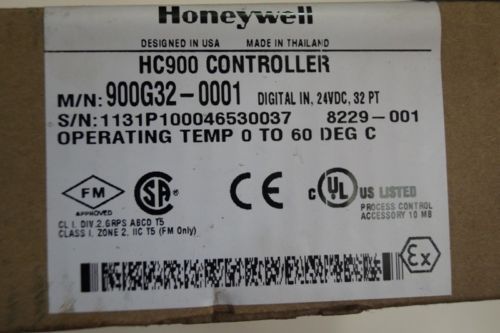 Honeywell
DESIGNED IN USA MADE IN THAILAND
HC900 CONTROLLER
M/N: 900G32-0001 DIGITAL IN, 24VDC, 32 PT
S/N: 1131P100046530037 8229-001
OPERATING TEMP 0 TO 60 DEG C
FM
APPROVED
SA
CE
C UL US LISTED
PROCESS CONTROL
ACCESSORY 10 MB
CL I, DIV 2, GRPS ABCD T5
CLASS I, ZONE 2, IIC T5 (FM Only)
Ex